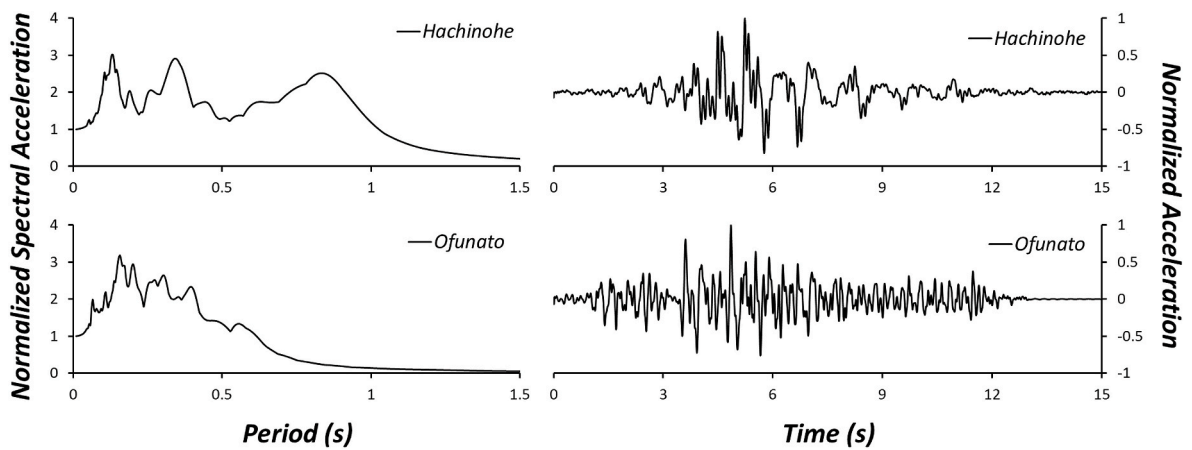 Normalized Spectral Acceleration
4
3
2
1
0
0 0.5 1 1.5
Hachinohe
1
0.5
0
-0.5
-1
0 3 6 9 12 15
Hachinohe
Normalized Acceleration
4
3
2
1
0
0 0.5 1 1.5
Ofunato
1
0.5
0
-0.5
-1
0 3 6 9 12 15
Ofunato
Period (s)
Time (s)